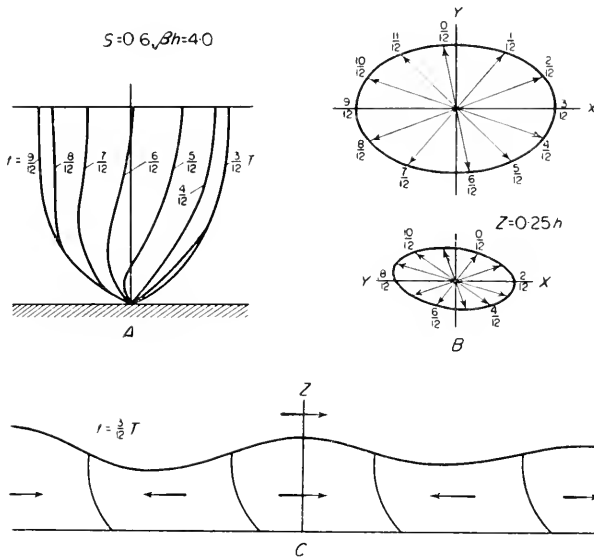 S=0.6, βh=4.0
t = 9/12
8/12
7/12
6/12
5/12
4/12
3/12 T
A
Y
11/12
0/12
1/12
10/12
2/12
9/12
3/12
X
8/12
4/12
7/12
6/12
5/12
Z=0.25h
10/12
0/12
Y
8/12
2/12
X
6/12
4/12
B
Z
t = 3/12 T
C